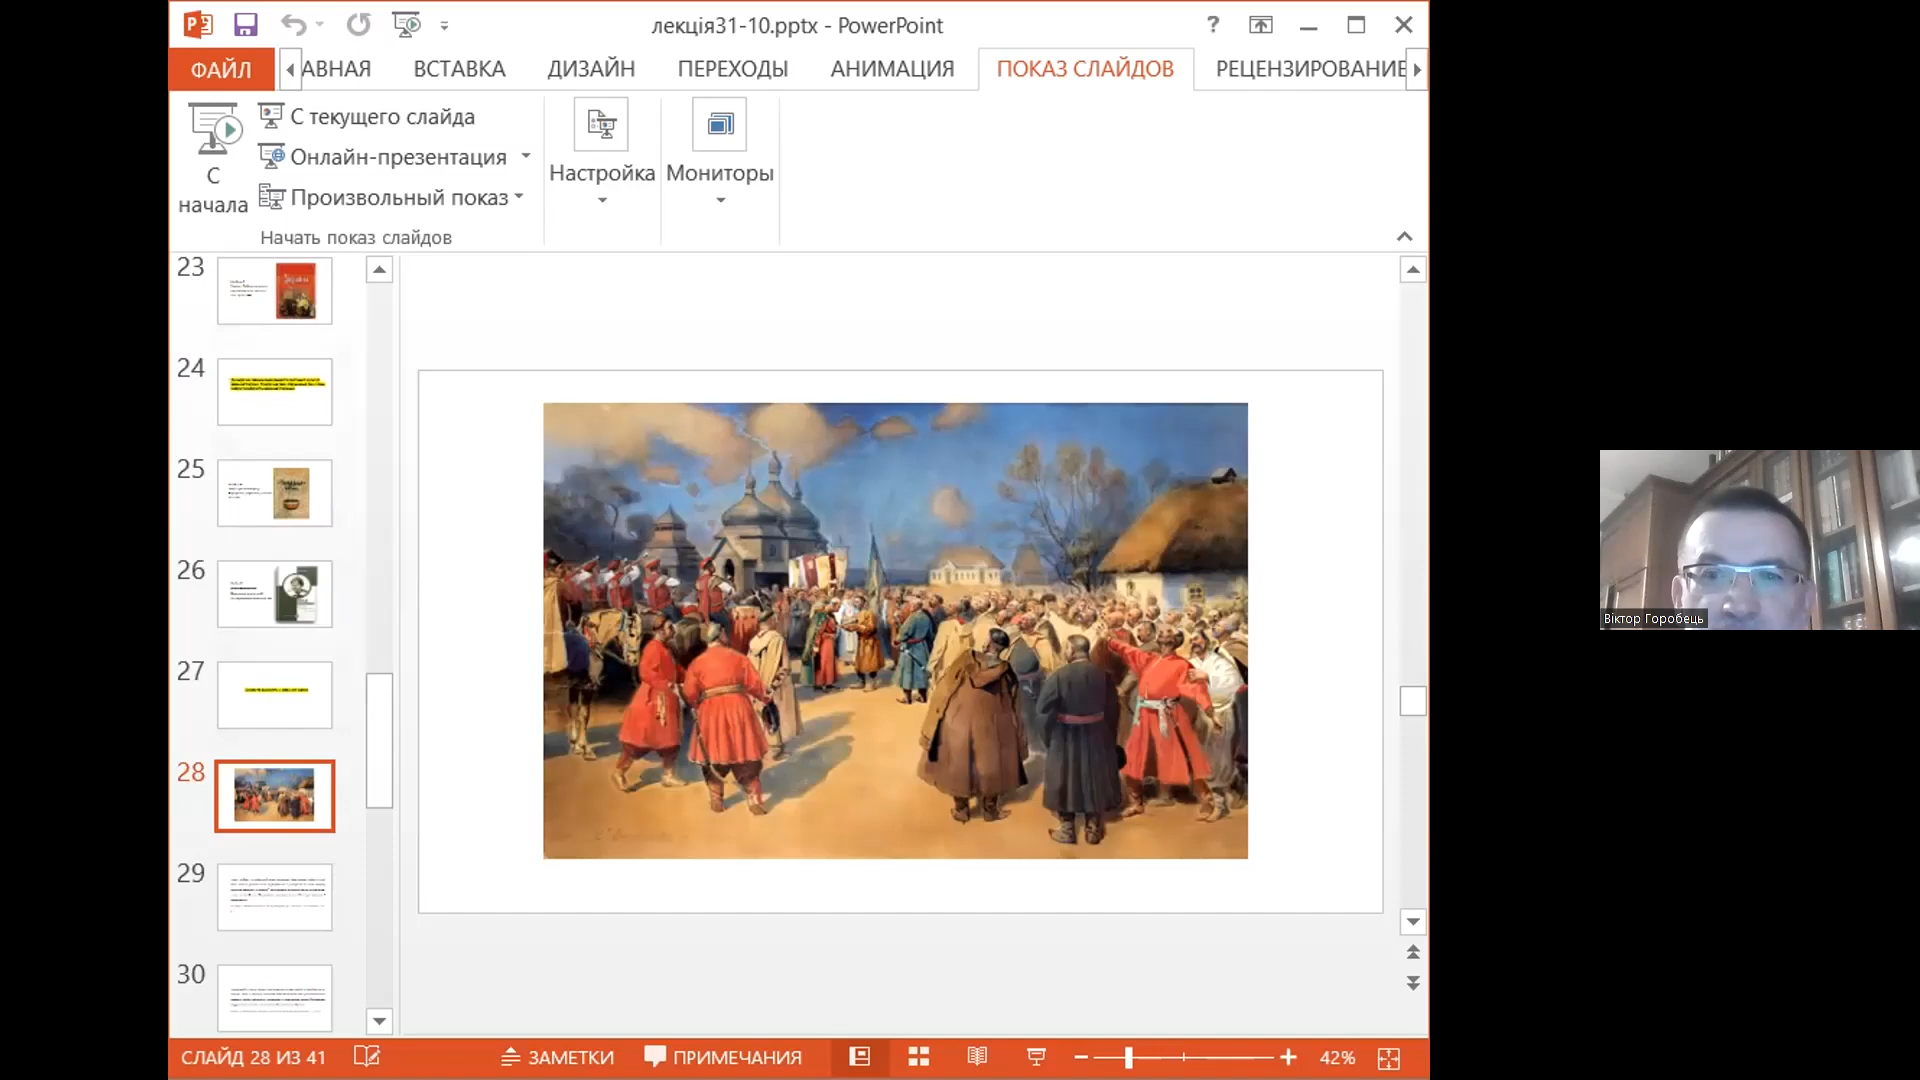 лекція31-10.pptx - PowerPoint
ФАЙЛ
АВНАЯ
ВСТАВКА
ДИЗАЙН
ПЕРЕХОДЫ
АНИМАЦИЯ
ПОКАЗ СЛАЙДОВ
РЕЦЕНЗИРОВАНИЕ
С
начала
С текущего слайда
Онлайн-презентация
Произвольный показ
Начать показ слайдов
Настройка
Мониторы
23
24
25
26
27
28
29
30
Віктор Горобець
СЛАЙД 28 ИЗ 41
ЗАМЕТКИ
ПРИМЕЧАНИЯ
42%